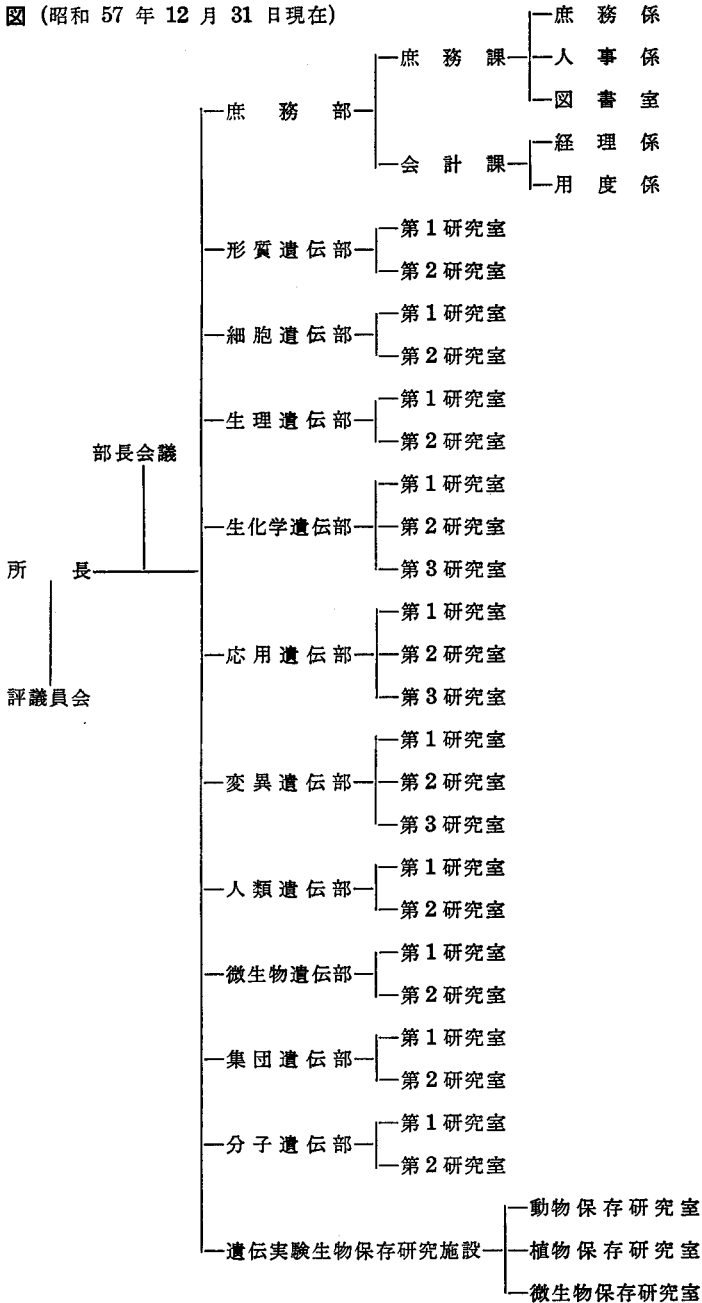 図 (昭和 57 年 12 月 31 日現在)
庶務係
庶務課
人事係
図書室
庶務部
経理係
会計課
用度係
第1研究室
形質遺伝部
第2研究室
第1研究室
細胞遺伝部
第2研究室
第1研究室
生理遺伝部
第2研究室
部長会議
第1研究室
生化学遺伝部
第2研究室
第3研究室
所長
第1研究室
応用遺伝部
第2研究室
第3研究室
評議員会
第1研究室
変異遺伝部
第2研究室
第3研究室
第1研究室
人類遺伝部
第2研究室
第1研究室
微生物遺伝部
第2研究室
第1研究室
集団遺伝部
第2研究室
第1研究室
分子遺伝部
第2研究室
動物保存研究室
遺伝実験生物保存研究施設
植物保存研究室
微生物保存研究室